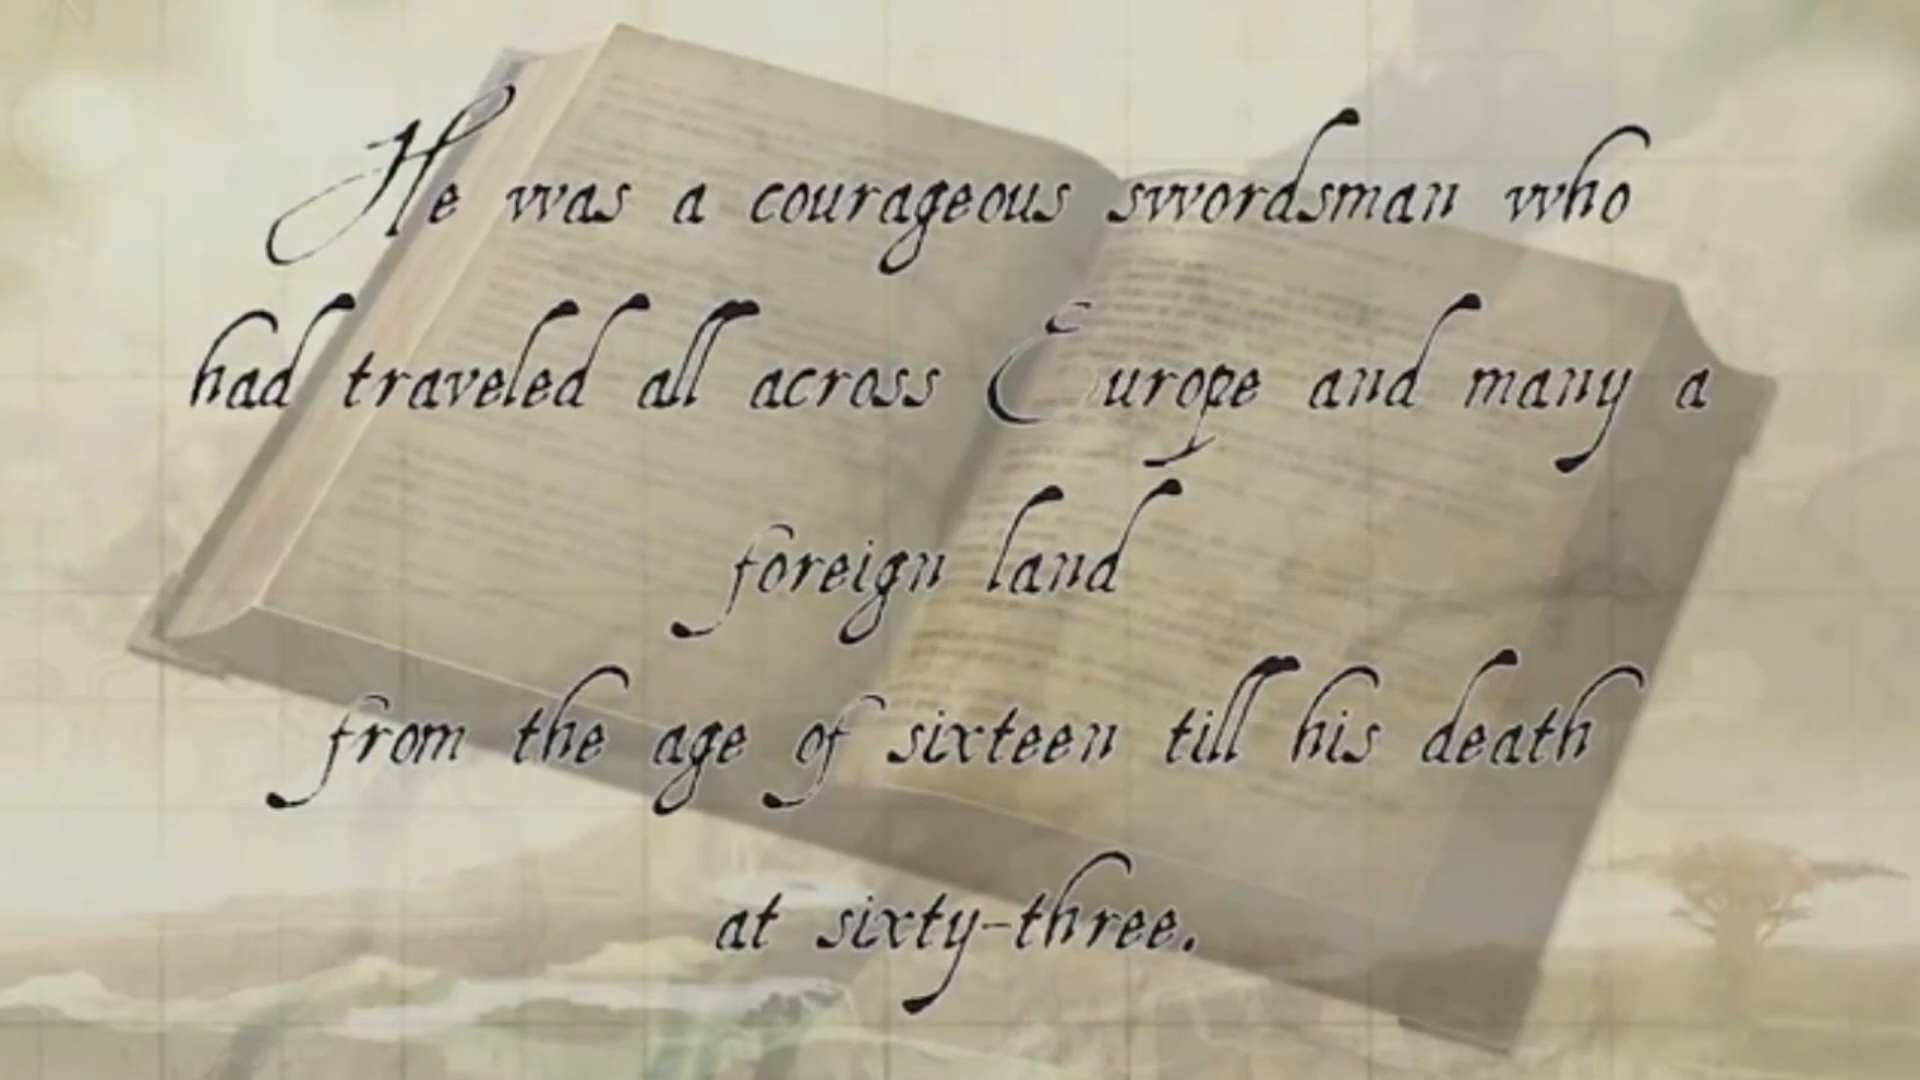 He was a courageous swordsman who
had traveled all across Europe and many a
foreign land
from the age of sixteen till his death
at sixty-three.